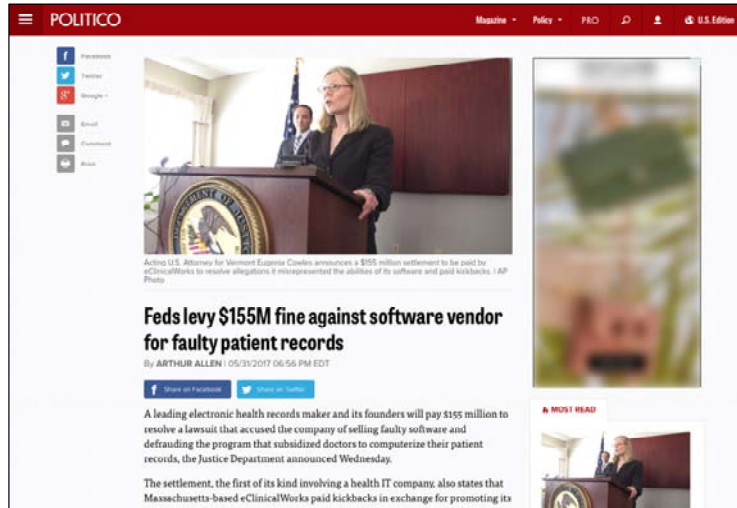 POLITICO
Magazine
Policy
PRO
U.S. Edition
Facebook
Twitter
Google +
Email
Comment
Print
Acting U.S. Attorney for Vermont Eugenia Cowles announces a $155 million settlement to be paid by
eClinicalWorks to resolve allegations it misrepresented the abilities of its software and paid kickbacks. | AP
Photo
Feds levy $155M fine against software vendor
for faulty patient records
By ARTHUR ALLEN | 05/31/2017 06:56 PM EDT
Share on Facebook
Share on Twitter
A leading electronic health records maker and its founders will pay $155 million to
resolve a lawsuit that accused the company of selling faulty software and
defrauding the program that subsidized doctors to computerize their patient
records, the Justice Department announced Wednesday.
The settlement, the first of its kind involving a health IT company, also states that
Massachusetts-based eClinicalWorks paid kickbacks in exchange for promoting its
MOST READ